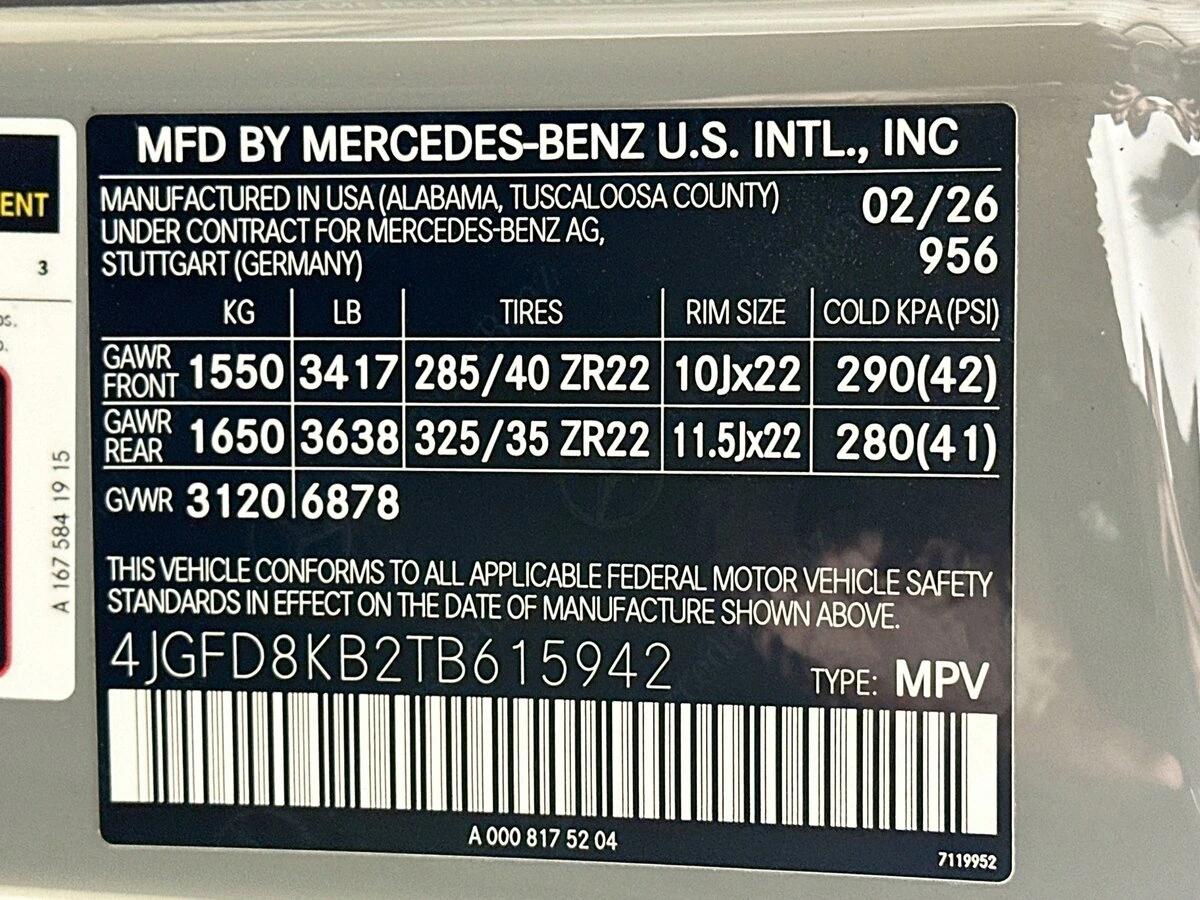 MFD BY MERCEDES-BENZ U.S. INTL., INC
MANUFACTURED IN USA (ALABAMA, TUSCALOOSA COUNTY) 02/26
UNDER CONTRACT FOR MERCEDES-BENZ AG, 956
STUTTGART (GERMANY)
KG LB TIRES RIM SIZE COLD KPA (PSI)
GAWR FRONT 1550 3417 285/40 ZR22 10Jx22 290(42)
GAWR REAR 1650 3638 325/35 ZR22 11.5Jx22 280(41)
GVWR 3120 6878
THIS VEHICLE CONFORMS TO ALL APPLICABLE FEDERAL MOTOR VEHICLE SAFETY
STANDARDS IN EFFECT ON THE DATE OF MANUFACTURE SHOWN ABOVE.
4JGFD8KB2TB615942 TYPE: MPV
A 000 817 52 04
7119952
ENT
3
A 167 584 19 15